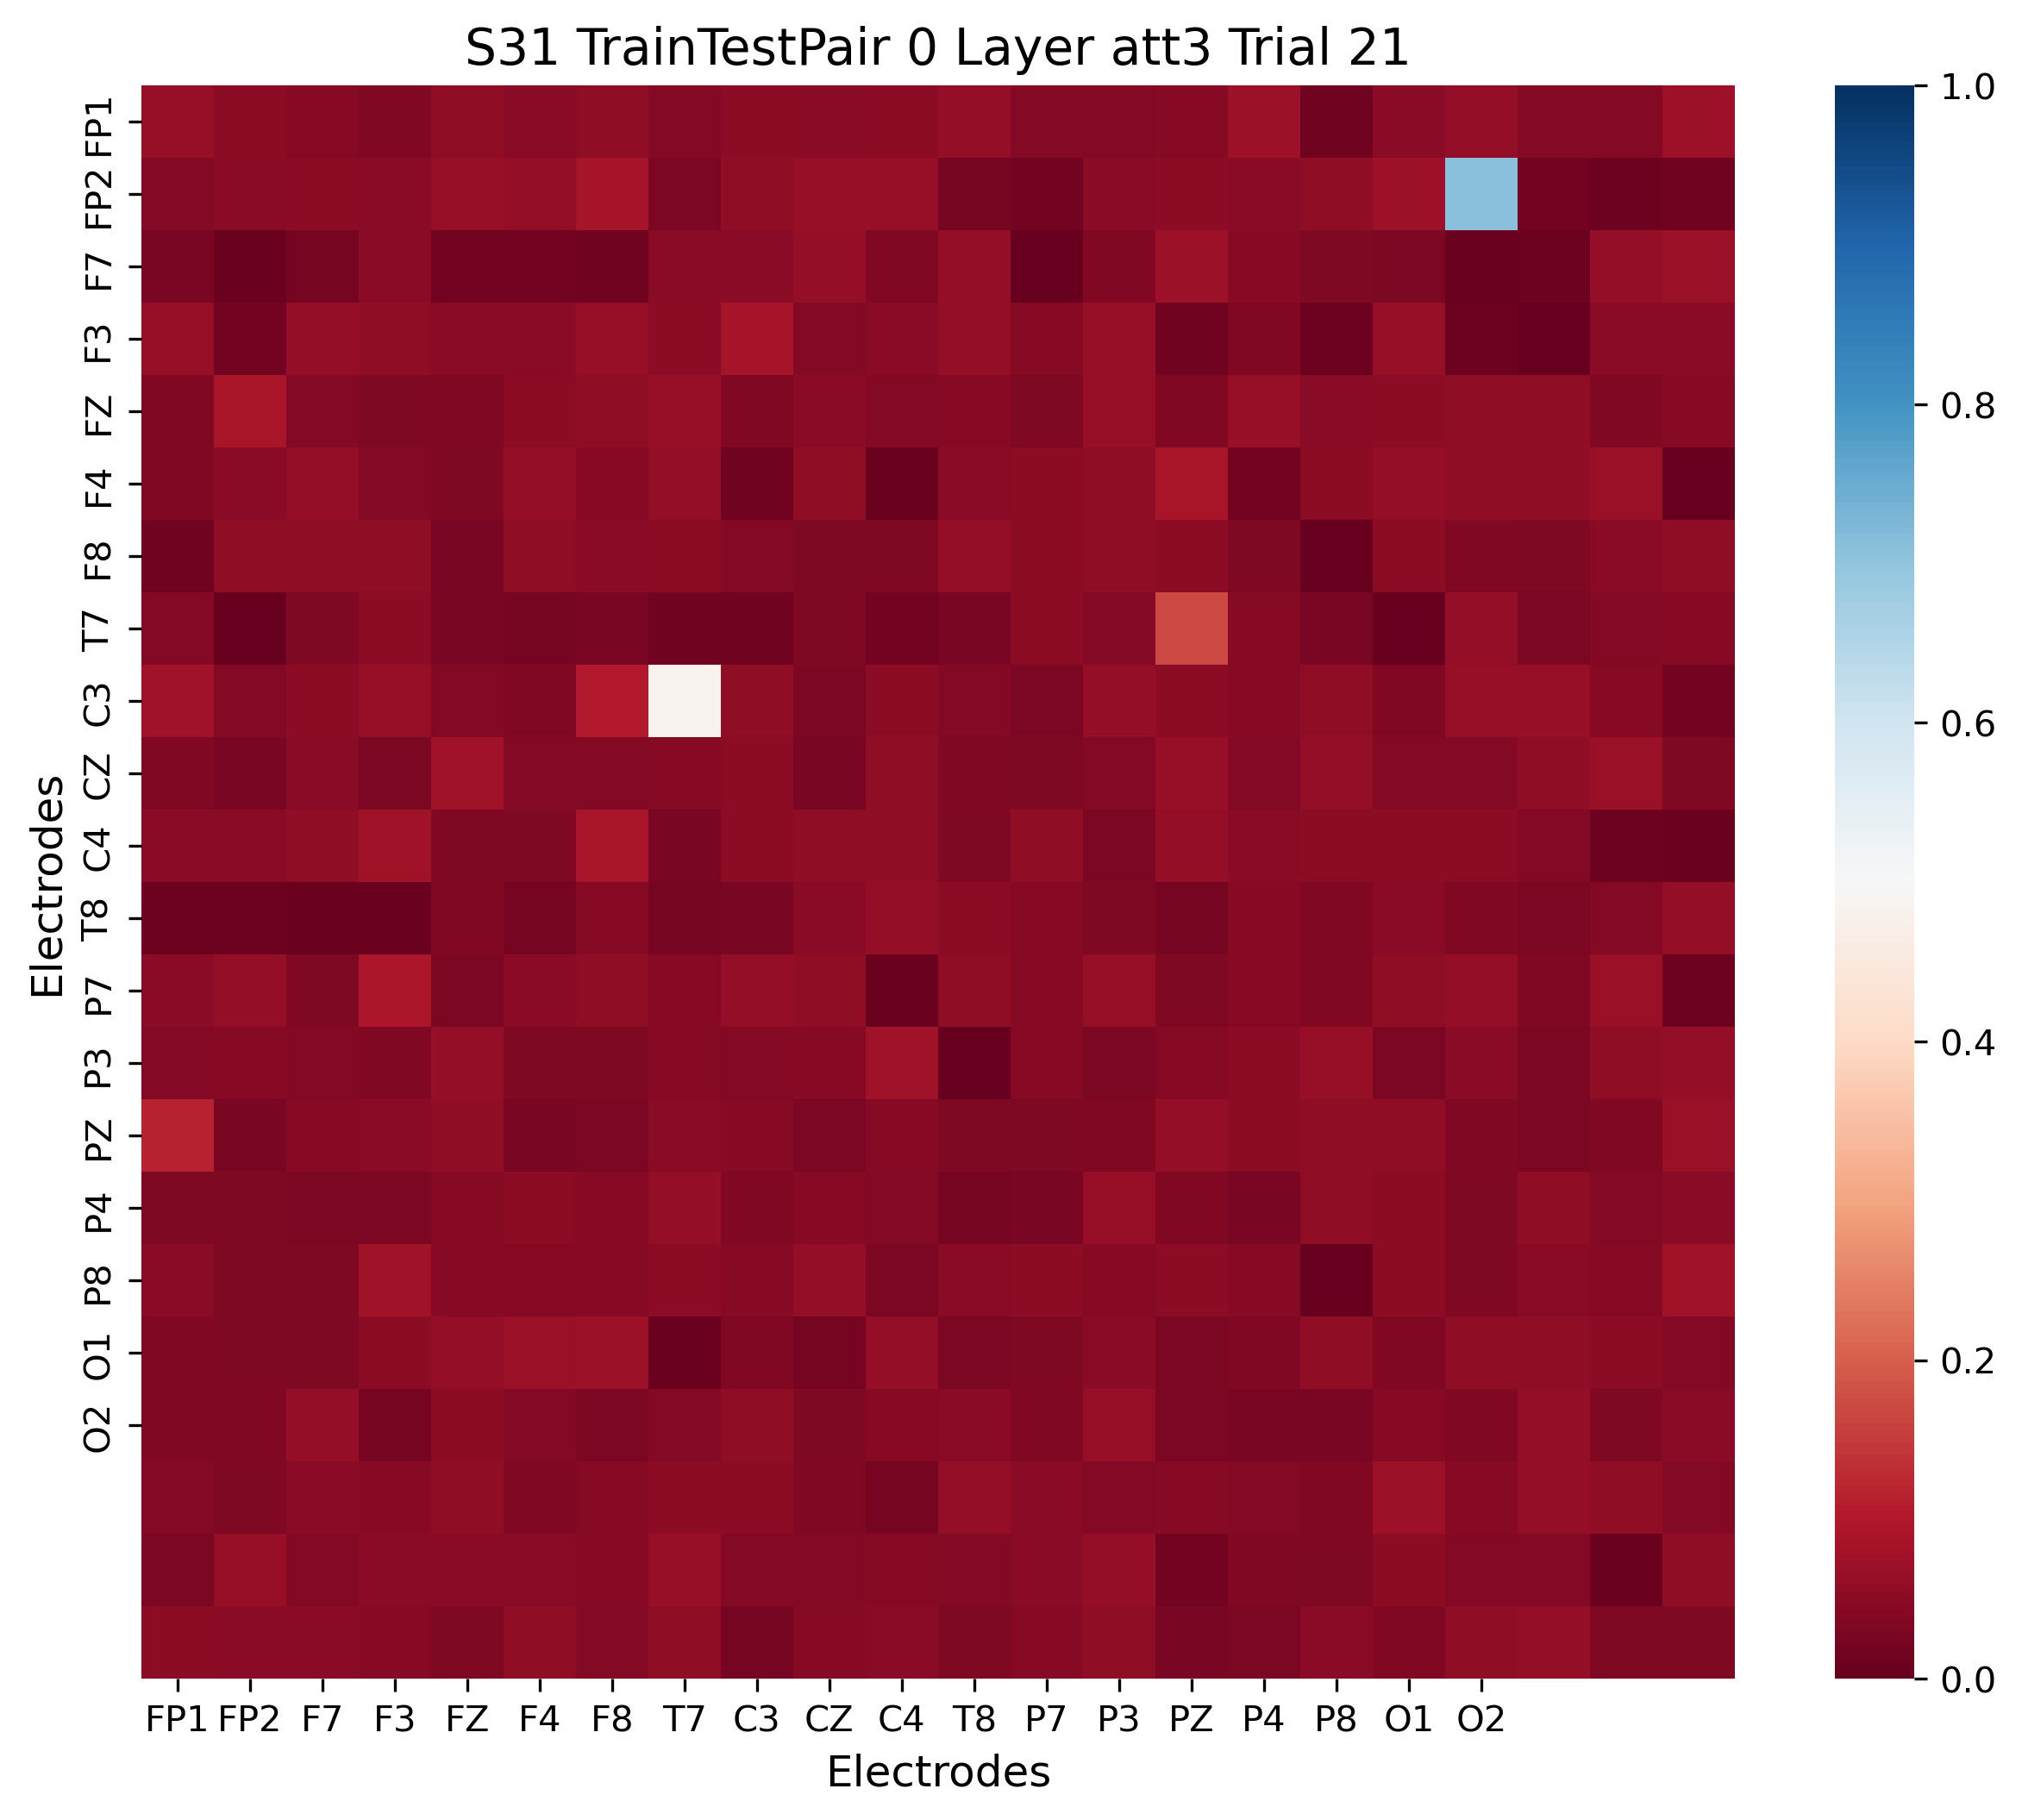 S31 TrainTestPair 0 Layer att3 Trial 21
Electrodes
FP1
FP2
F7
F3
FZ
F4
F8
T7
C3
CZ
C4
T8
P7
P3
PZ
P4
P8
O1
O2
FP1 FP2 F7 F3 FZ F4 F8 T7 C3 CZ C4 T8 P7 P3 PZ P4 P8 O1 O2
Electrodes
1.0
0.8
0.6
0.4
0.2
0.0